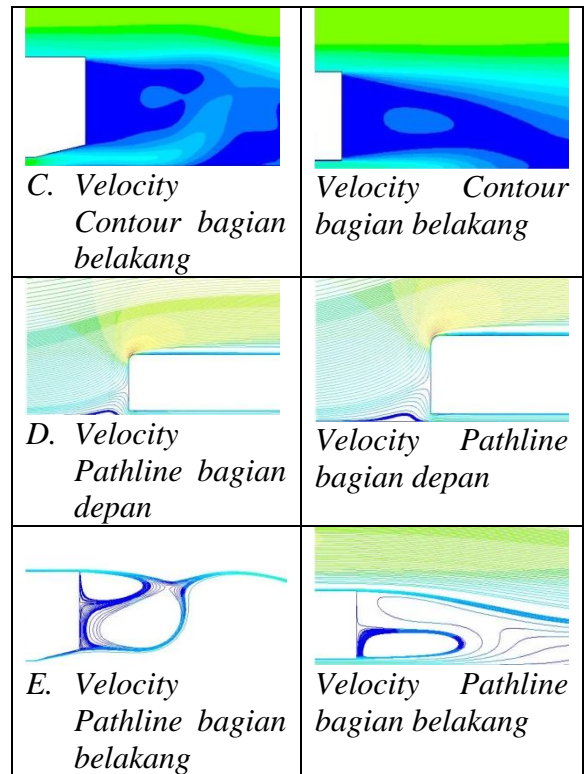 C. Velocity
Contour bagian
belakang
Velocity Contour
bagian belakang
D. Velocity
Pathline bagian
depan
Velocity Pathline
bagian depan
E. Velocity
Pathline bagian
belakang
Velocity Pathline
bagian belakang